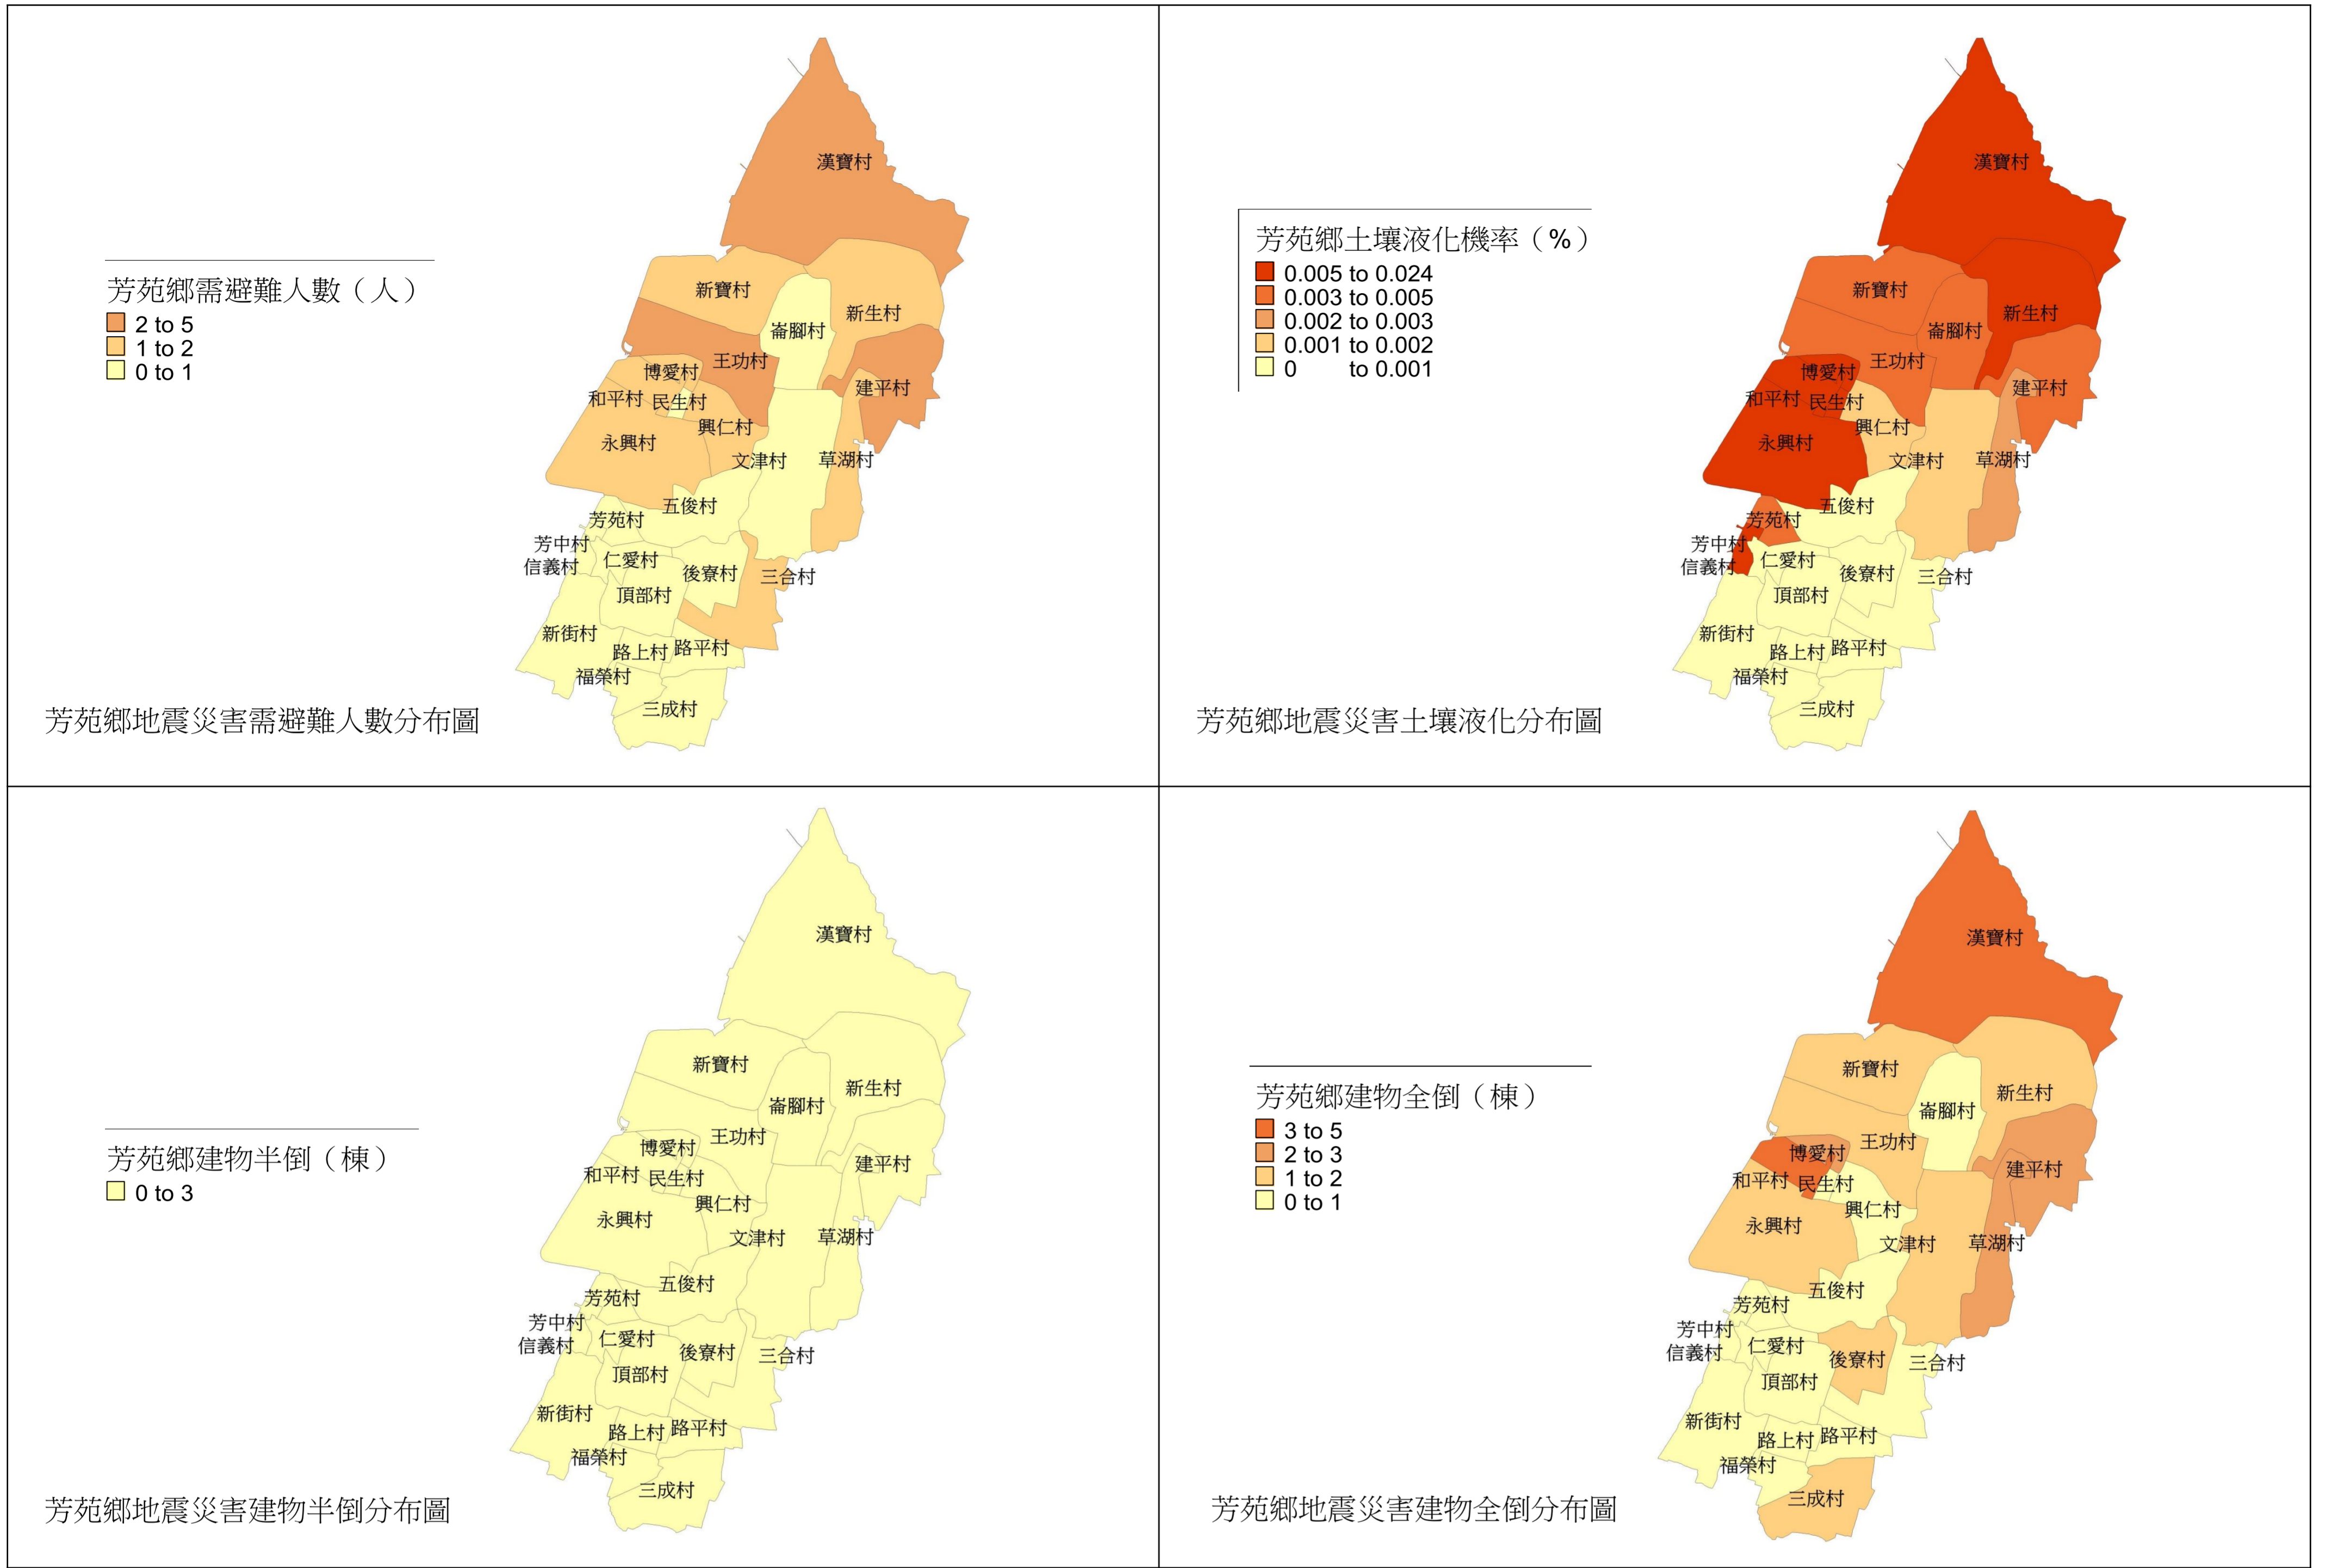 芳苑鄉需避難人數（人）
2 to 5
1 to 2
0 to 1
漢寶村
新寶村
新生村
崙腳村
王功村
博愛村
建平村
和平村
民生村
興仁村
永興村
文津村
草湖村
五俊村
芳苑村
芳中村
仁愛村
信義村
後寮村
三合村
頂部村
新街村
路上村
路平村
福榮村
三成村
芳苑鄉地震災害需避難人數分布圖
芳苑鄉土壤液化機率（%）
0.005 to 0.024
0.003 to 0.005
0.002 to 0.003
0.001 to 0.002
0 to 0.001
漢寶村
新寶村
新生村
崙腳村
王功村
博愛村
建平村
和平村
民生村
興仁村
永興村
文津村
草湖村
五俊村
芳苑村
芳中村
仁愛村
信義村
後寮村
三合村
頂部村
新街村
路上村
路平村
福榮村
三成村
芳苑鄉地震災害土壤液化分布圖
芳苑鄉建物半倒（棟）
0 to 3
漢寶村
新寶村
新生村
崙腳村
王功村
博愛村
建平村
和平村
民生村
興仁村
永興村
文津村
草湖村
五俊村
芳苑村
芳中村
仁愛村
信義村
後寮村
三合村
頂部村
新街村
路上村
路平村
福榮村
三成村
芳苑鄉地震災害建物半倒分布圖
芳苑鄉建物全倒（棟）
3 to 5
2 to 3
1 to 2
0 to 1
漢寶村
新寶村
新生村
崙腳村
王功村
博愛村
建平村
和平村
民生村
興仁村
永興村
文津村
草湖村
五俊村
芳苑村
芳中村
仁愛村
信義村
後寮村
三合村
頂部村
新街村
路上村
路平村
福榮村
三成村
芳苑鄉地震災害建物全倒分布圖